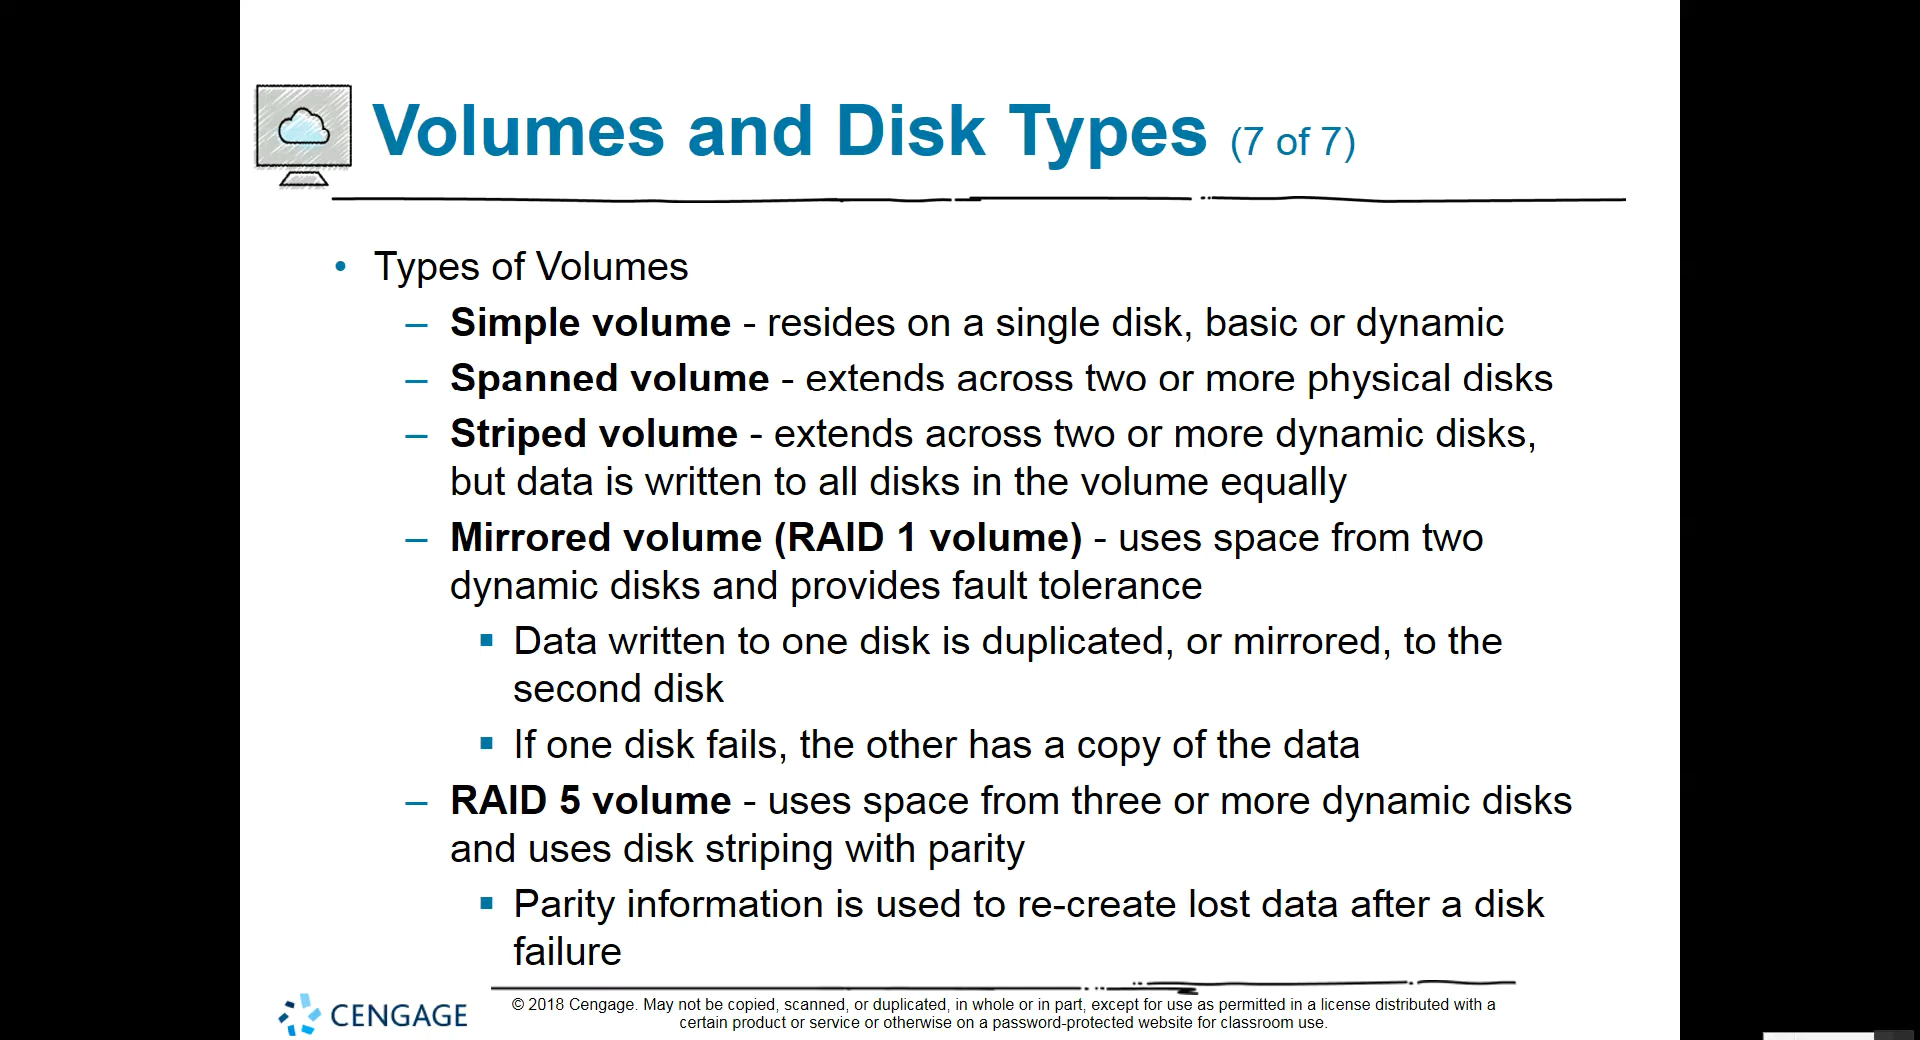 Volumes and Disk Types (7 of 7)
• Types of Volumes
– Simple volume - resides on a single disk, basic or dynamic
– Spanned volume - extends across two or more physical disks
– Striped volume - extends across two or more dynamic disks,
but data is written to all disks in the volume equally
– Mirrored volume (RAID 1 volume) - uses space from two
dynamic disks and provides fault tolerance
▪ Data written to one disk is duplicated, or mirrored, to the
second disk
▪ If one disk fails, the other has a copy of the data
– RAID 5 volume - uses space from three or more dynamic disks
and uses disk striping with parity
▪ Parity information is used to re-create lost data after a disk
failure
CENGAGE
© 2018 Cengage. May not be copied, scanned, or duplicated, in whole or in part, except for use as permitted in a license distributed with a
certain product or service or otherwise on a password-protected website for classroom use.